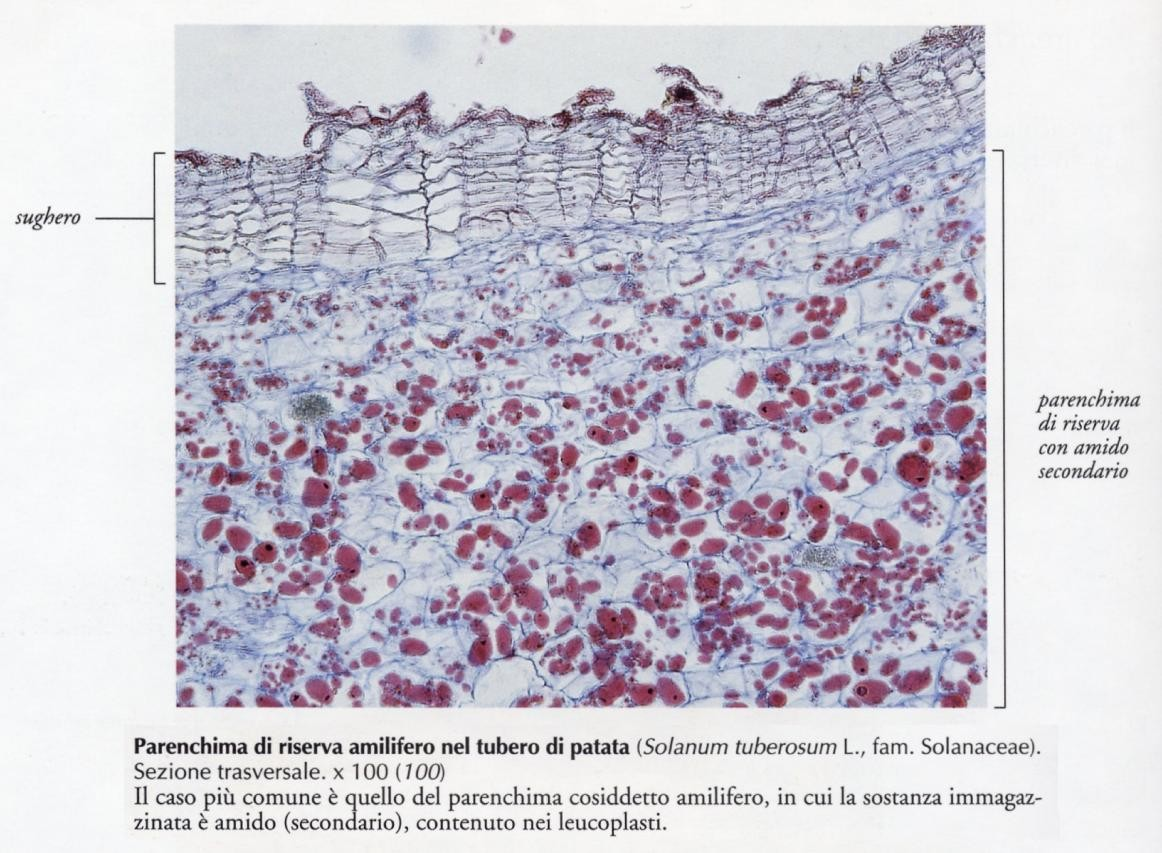 sughero
parenchima
di riserva
con amido
secondario
Parenchima di riserva amilifero nel tubero di patata (Solanum tuberosum L., fam. Solanaceae).
Sezione trasversale. x 100 (100)
Il caso più comune è quello del parenchima cosiddetto amilifero, in cui la sostanza immagaz-
zinata è amido (secondario), contenuto nei leucoplasti.